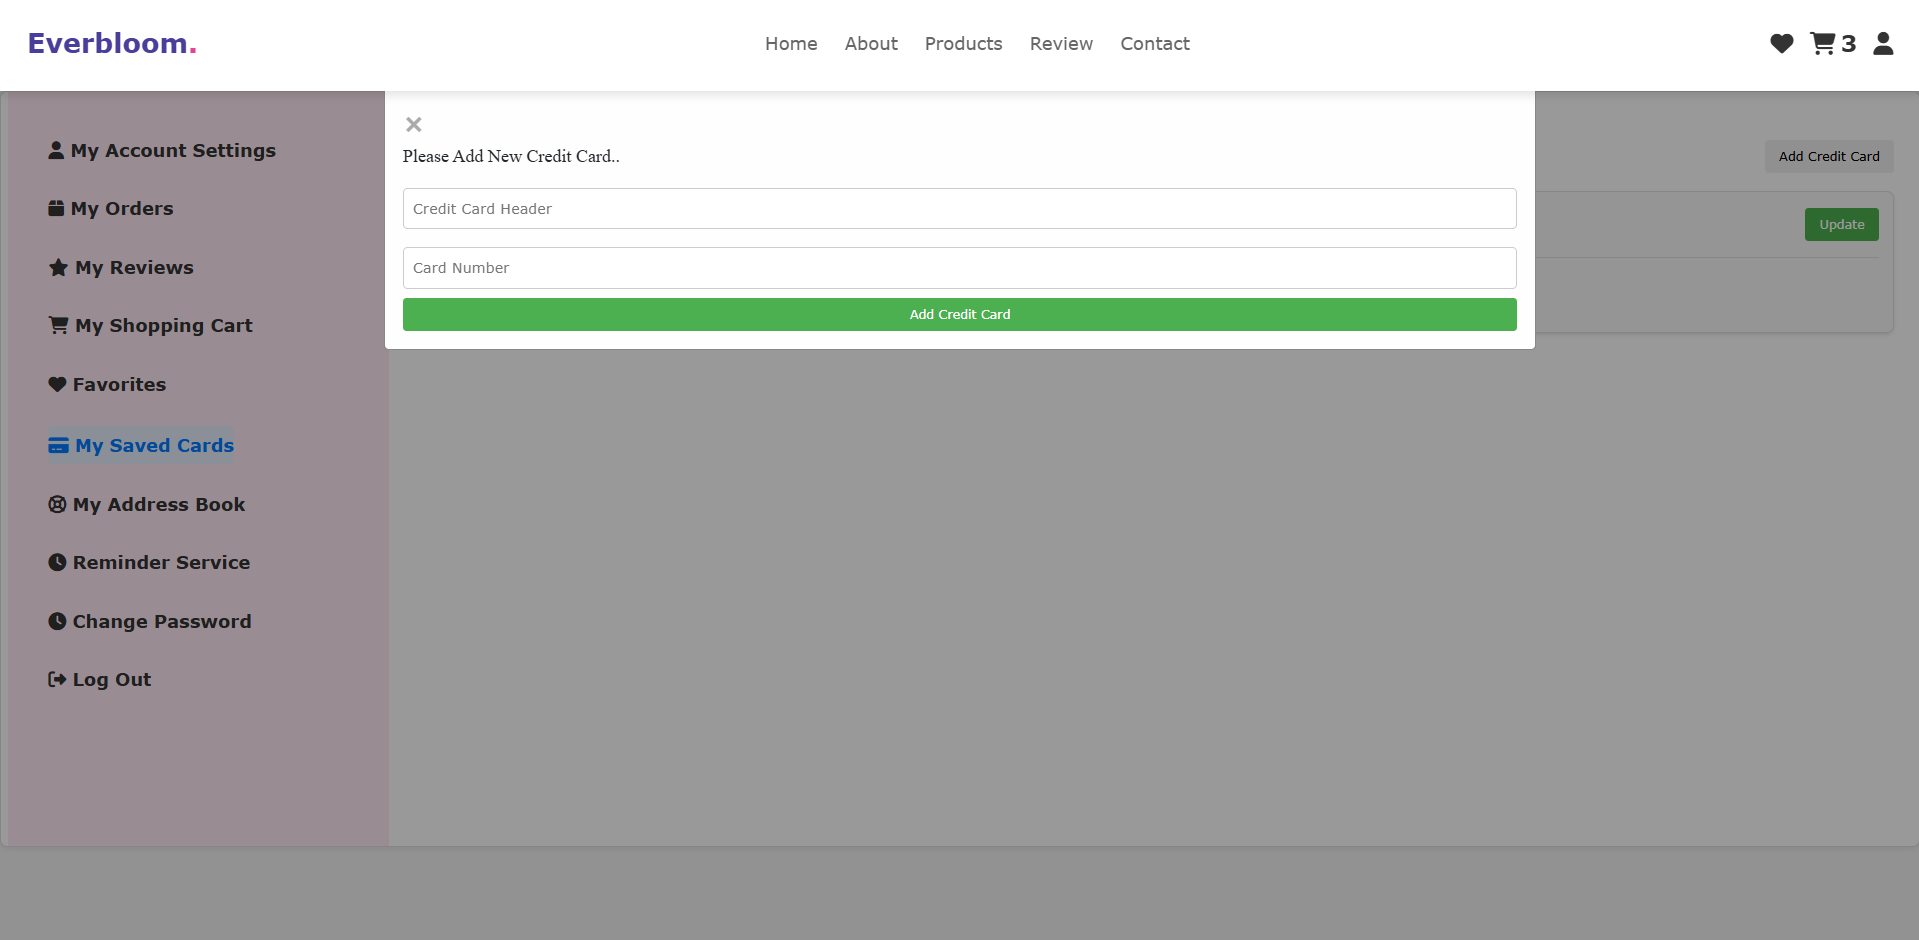 Everbloom.
Home About Products Review Contact
3
My Account Settings
My Orders
My Reviews
My Shopping Cart
Favorites
My Saved Cards
My Address Book
Reminder Service
Change Password
Log Out
×
Please Add New Credit Card..
Credit Card Header
Card Number
Add Credit Card
Add Credit Card
Update